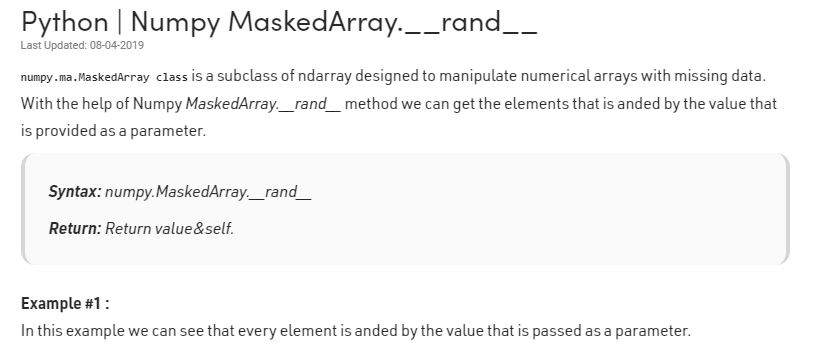 Python | Numpy MaskedArray.__rand__
Last Updated: 08-04-2019
numpy.ma.MaskedArray class is a subclass of ndarray designed to manipulate numerical arrays with missing data.
With the help of Numpy MaskedArray.__rand__ method we can get the elements that is anded by the value that
is provided as a parameter.
Syntax: numpy.MaskedArray.__rand__
Return: Return value&self.
Example #1 :
In this example we can see that every element is anded by the value that is passed as a parameter.